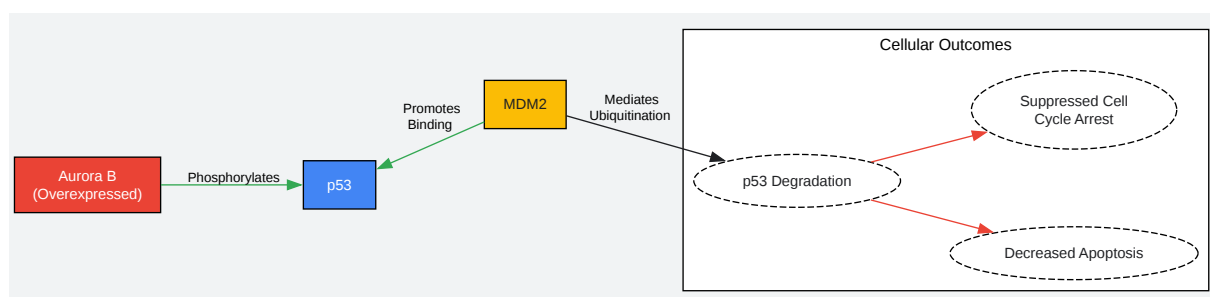 Cellular Outcomes
Aurora B
(Overexpressed)
Phosphorylates
p53
Promotes
Binding
MDM2
Mediates
Ubiquitination
p53 Degradation
Suppressed Cell
Cycle Arrest
Decreased Apoptosis